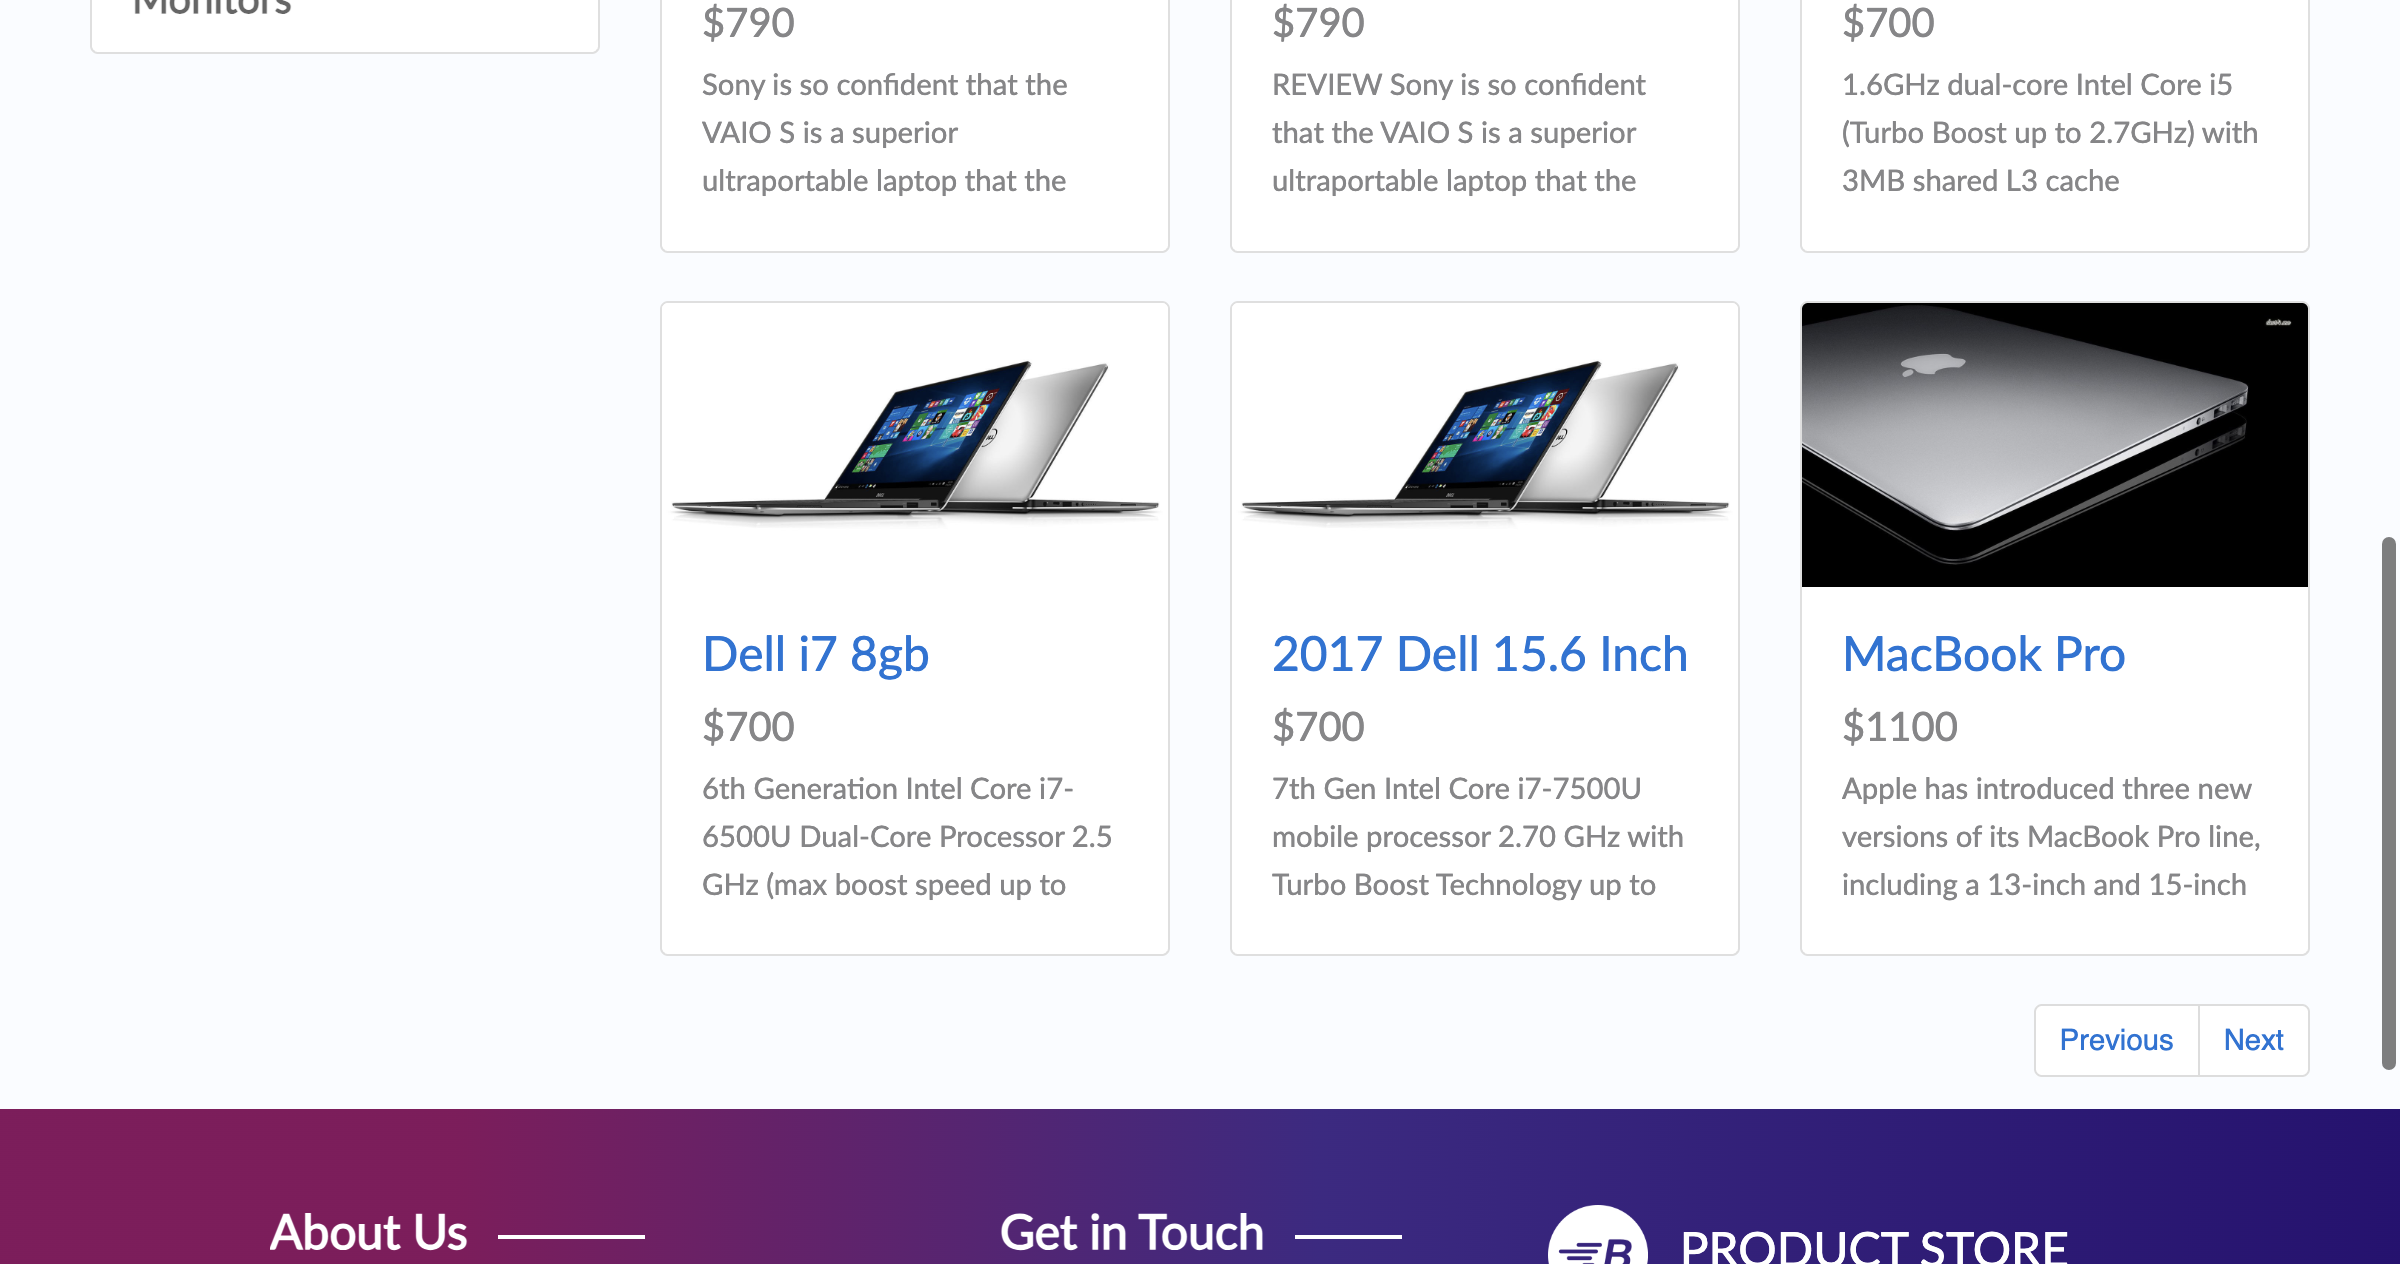 Monitors
$790
Sony is so confident that the
VAIO S is a superior
ultraportable laptop that the
$790
REVIEW Sony is so confident
that the VAIO S is a superior
ultraportable laptop that the
$700
1.6GHz dual-core Intel Core i5
(Turbo Boost up to 2.7GHz) with
3MB shared L3 cache
Dell i7 8gb
$700
6th Generation Intel Core i7-
6500U Dual-Core Processor 2.5
GHz (max boost speed up to
2017 Dell 15.6 Inch
$700
7th Gen Intel Core i7-7500U
mobile processor 2.70 GHz with
Turbo Boost Technology up to
MacBook Pro
$1100
Apple has introduced three new
versions of its MacBook Pro line,
including a 13-inch and 15-inch
Previous
Next
About Us
Get in Touch
B
PRODUCT STORE